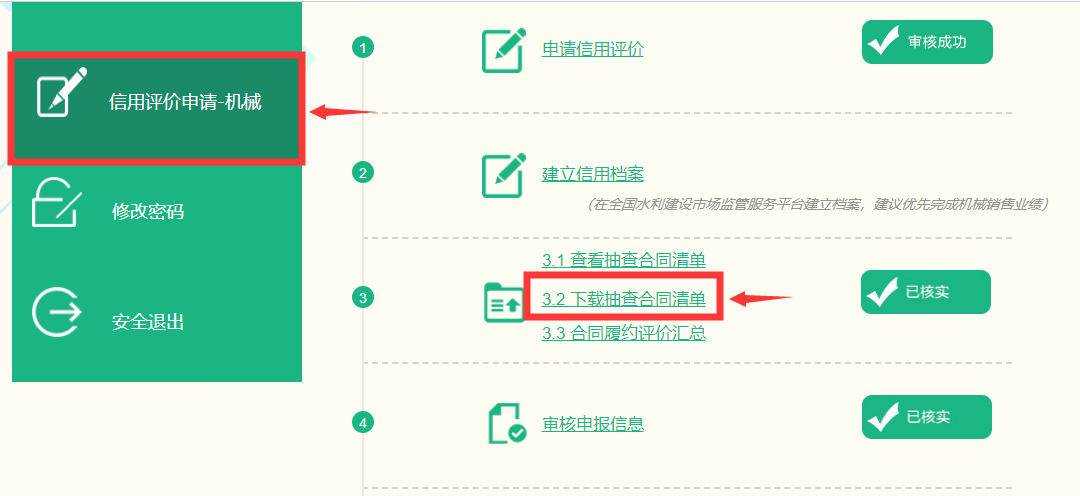 信用评价申请-机械
修改密码
安全退出
1
申请信用评价
审核成功
2
建立信用档案
（在全国水利建设市场监管服务平台建立档案，建议优先完成机械销售业绩）
3.1 查看抽查合同清单
3
3.2 下载抽查合同清单
已核实
3.3 合同履约评价汇总
4
审核申报信息
已核实